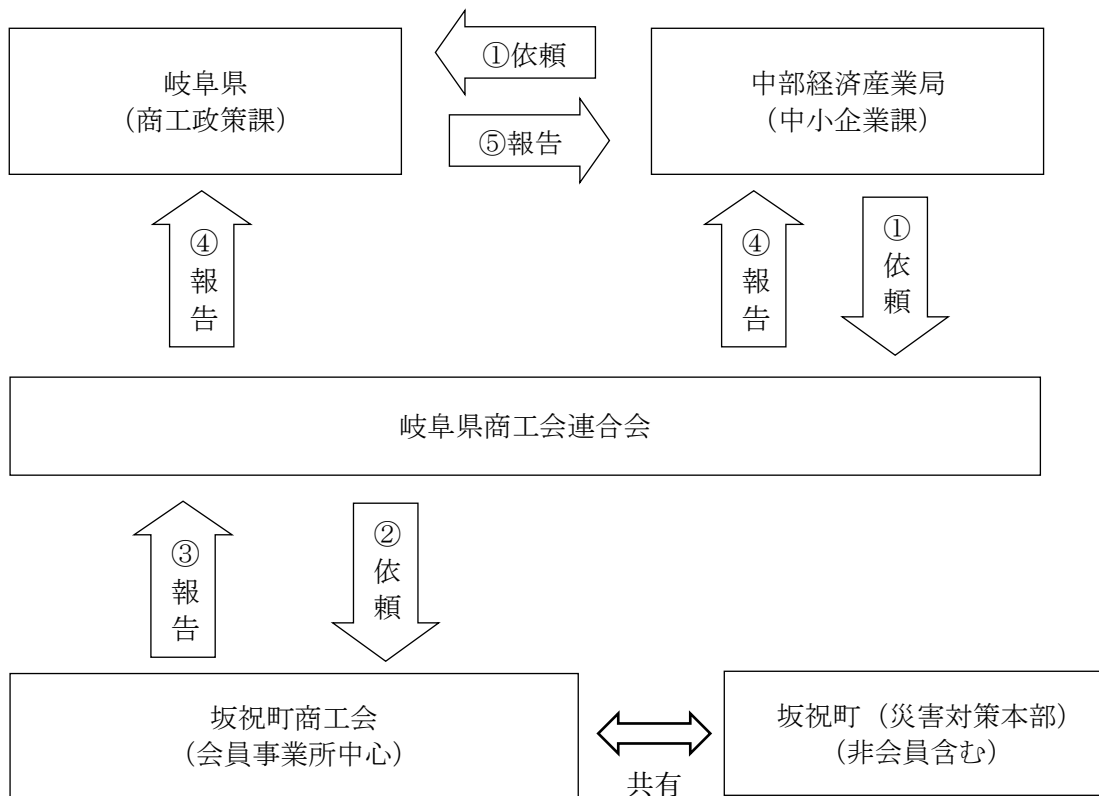 岐阜県
（商工政策課）
①依頼
⑤報告
中部経済産業局
（中小企業課）
④報告
④報告
①依頼
岐阜県商工会連合会
③報告
②依頼
坂祝町商工会
（会員事業所中心）
共有
坂祝町（災害対策本部）
（非会員含む）